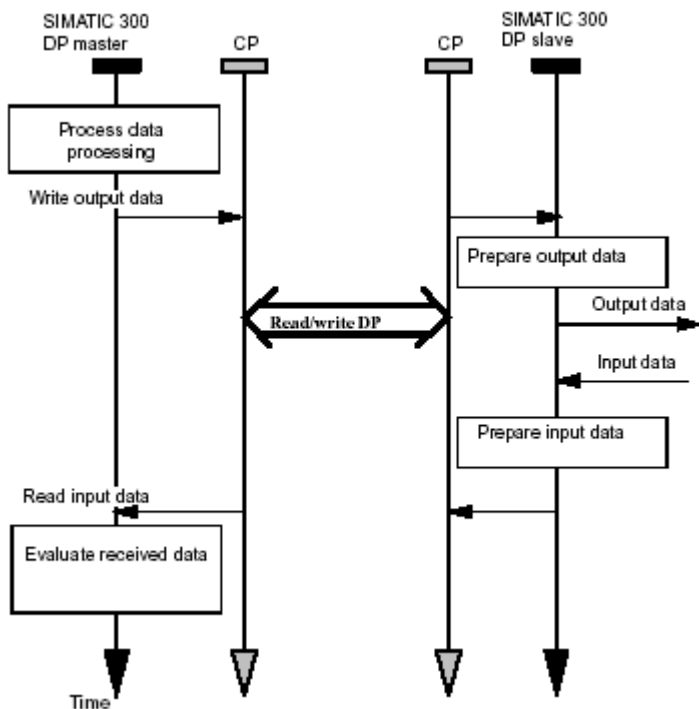 SIMATIC 300
DP master
CP
CP
SIMATIC 300
DP slave
Process data
processing
Write output data
Prepare output data
Read/write DP
Output data
Input data
Prepare input data
Read input data
Evaluate received data
Time